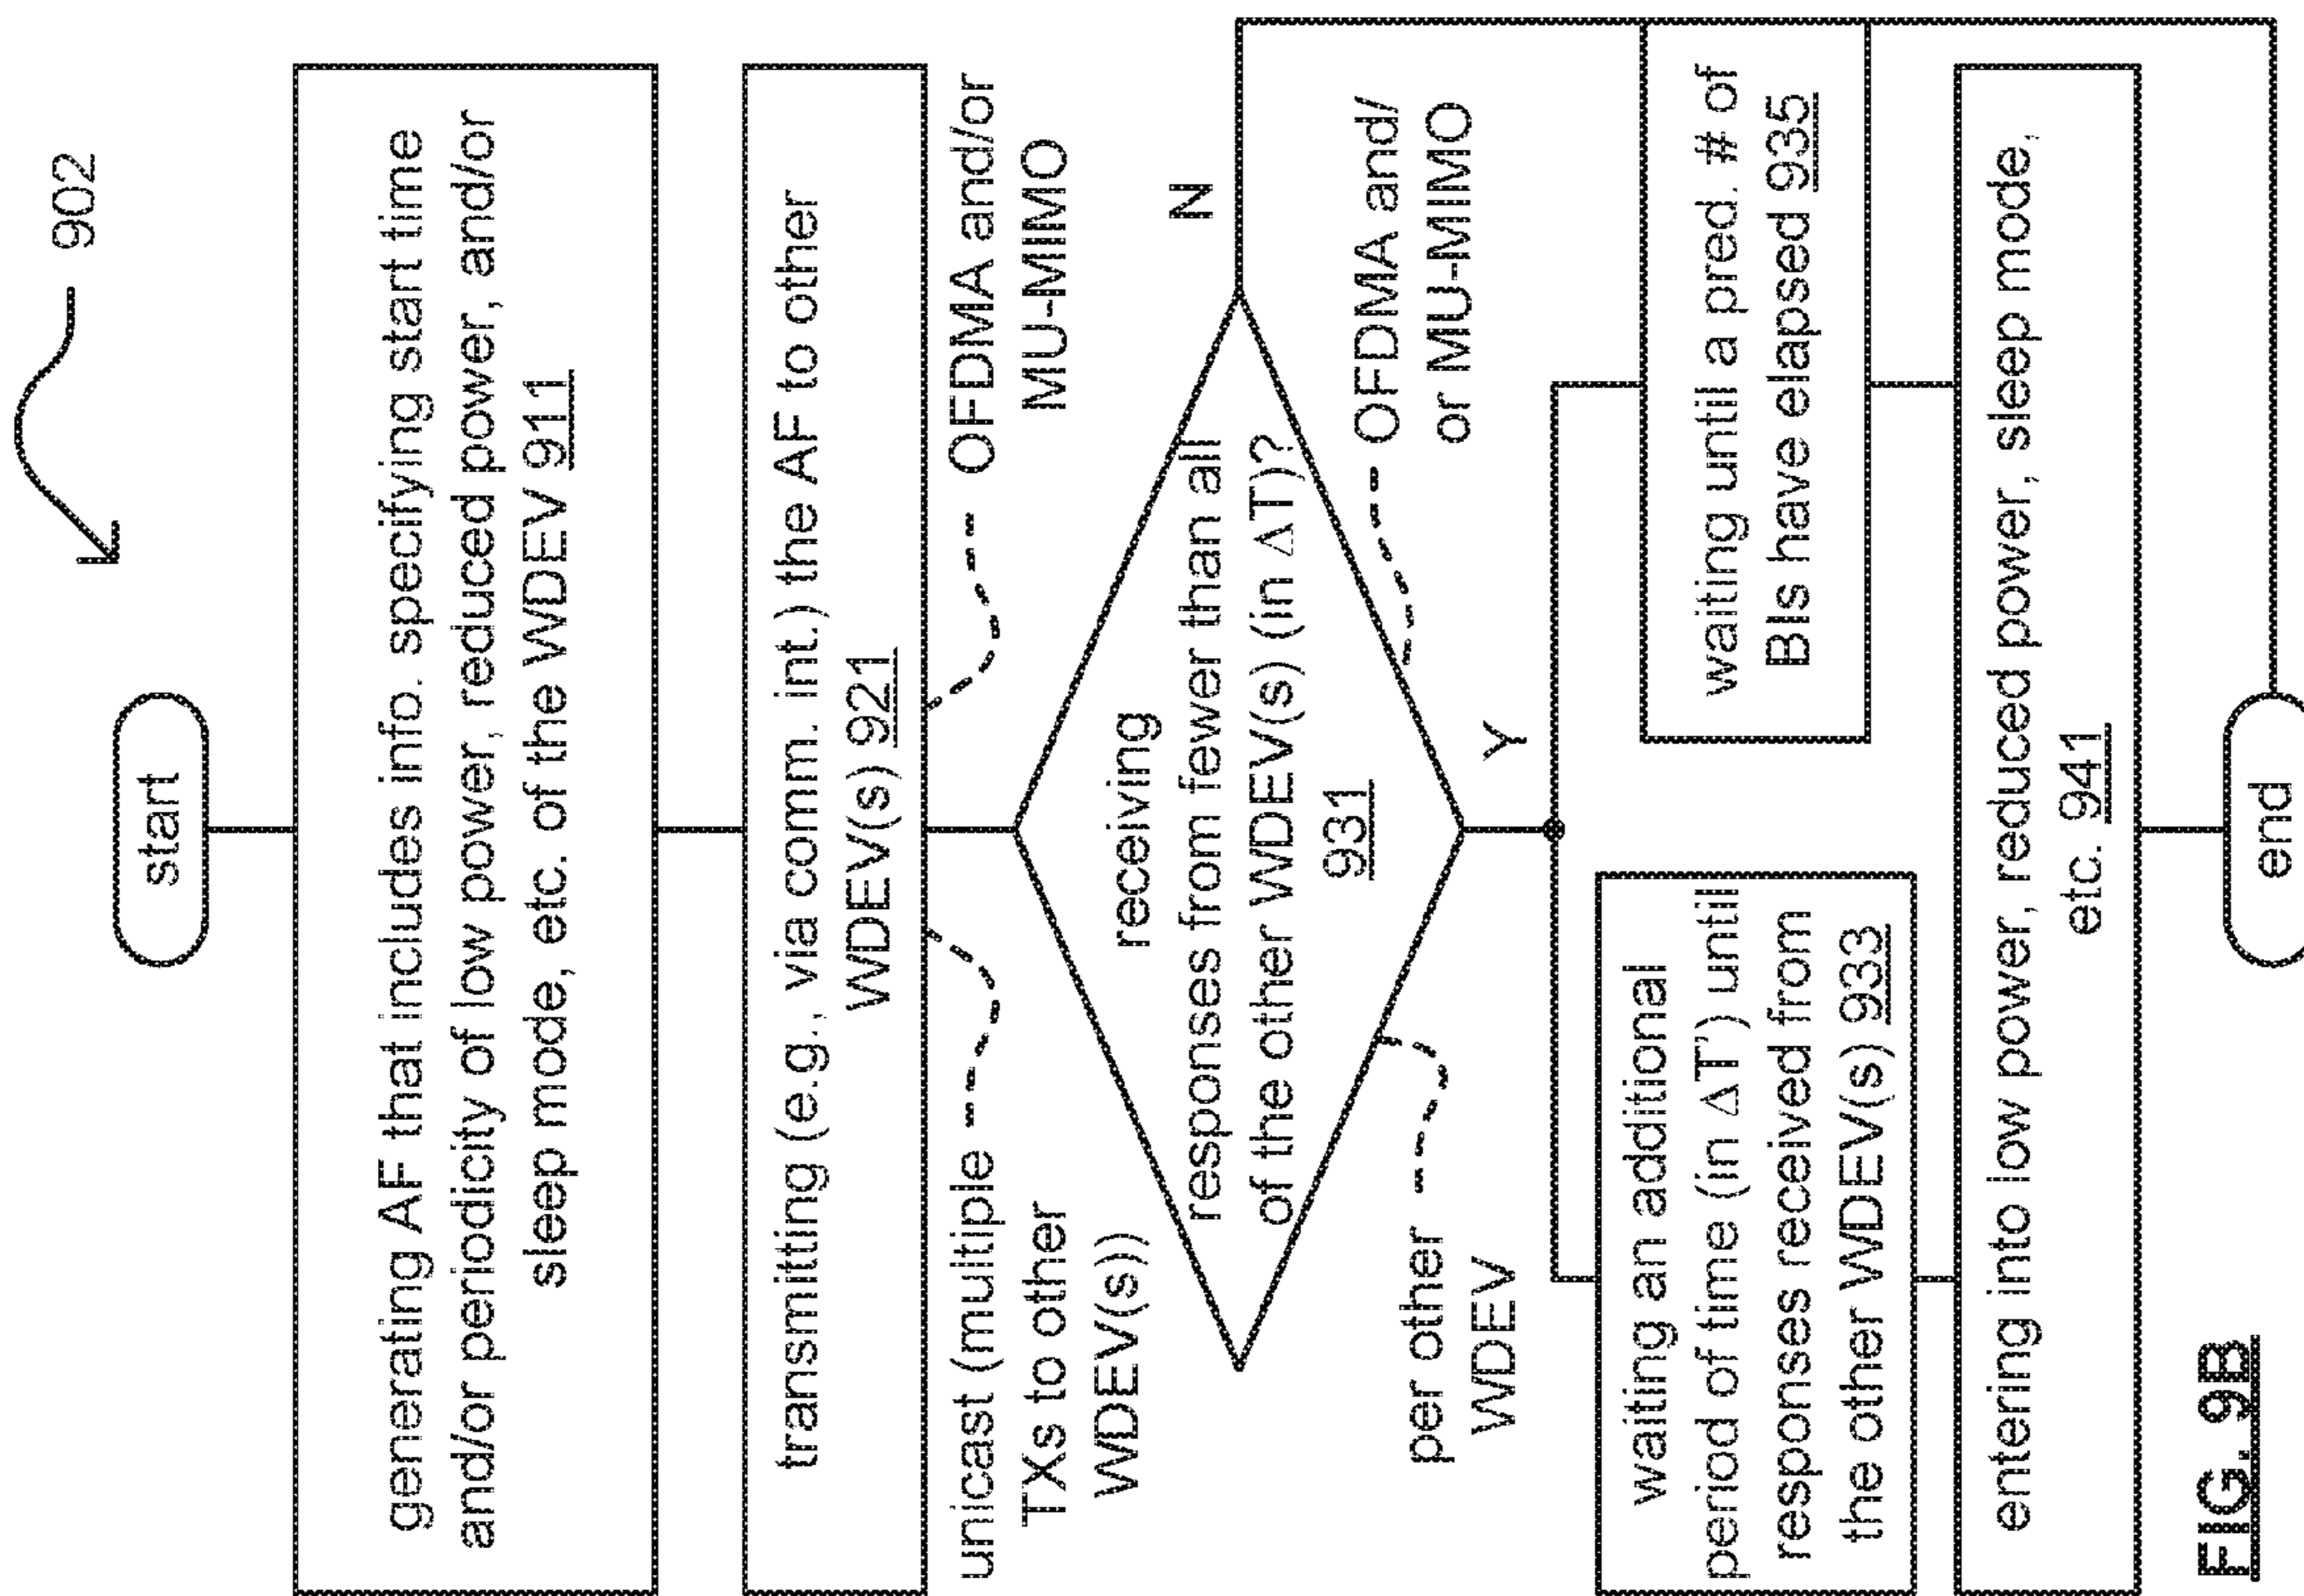 902
start
generating AF that includes info. specifying start time
and/or periodicity of low power, reduced power, and/or
sleep mode, etc. of the WDEV 911
transmitting (e.g., via comm. int.) the AF to other
WDEV(s) 921
unicast (multiple
TXs to other
WDEV(s))
OFDMA and/or
MU-MIMO
receiving
responses from fewer than all
of the other WDEV(s) (in ΔT)?
931
N
per other
WDEV
OFDMA and/
or MU-MIMO
Y
waiting an additional
period of time (in ΔT') until
responses received from
the other WDEV(s) 933
waiting until a pred. # of
BIs have elapsed 935
entering into low power, reduced power, sleep mode,
etc. 941
end
FIG. 9B